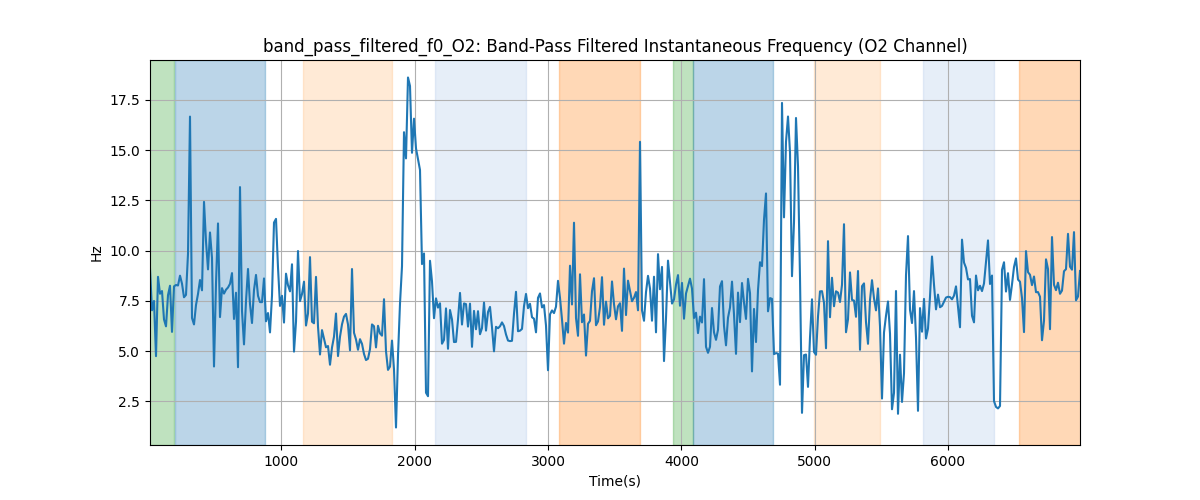 band_pass_filtered_f0_O2: Band-Pass Filtered Instantaneous Frequency (O2 Channel)
17.5
15.0
12.5
10.0
7.5
5.0
2.5
Hz
1000 2000 3000 4000 5000 6000
Time(s)